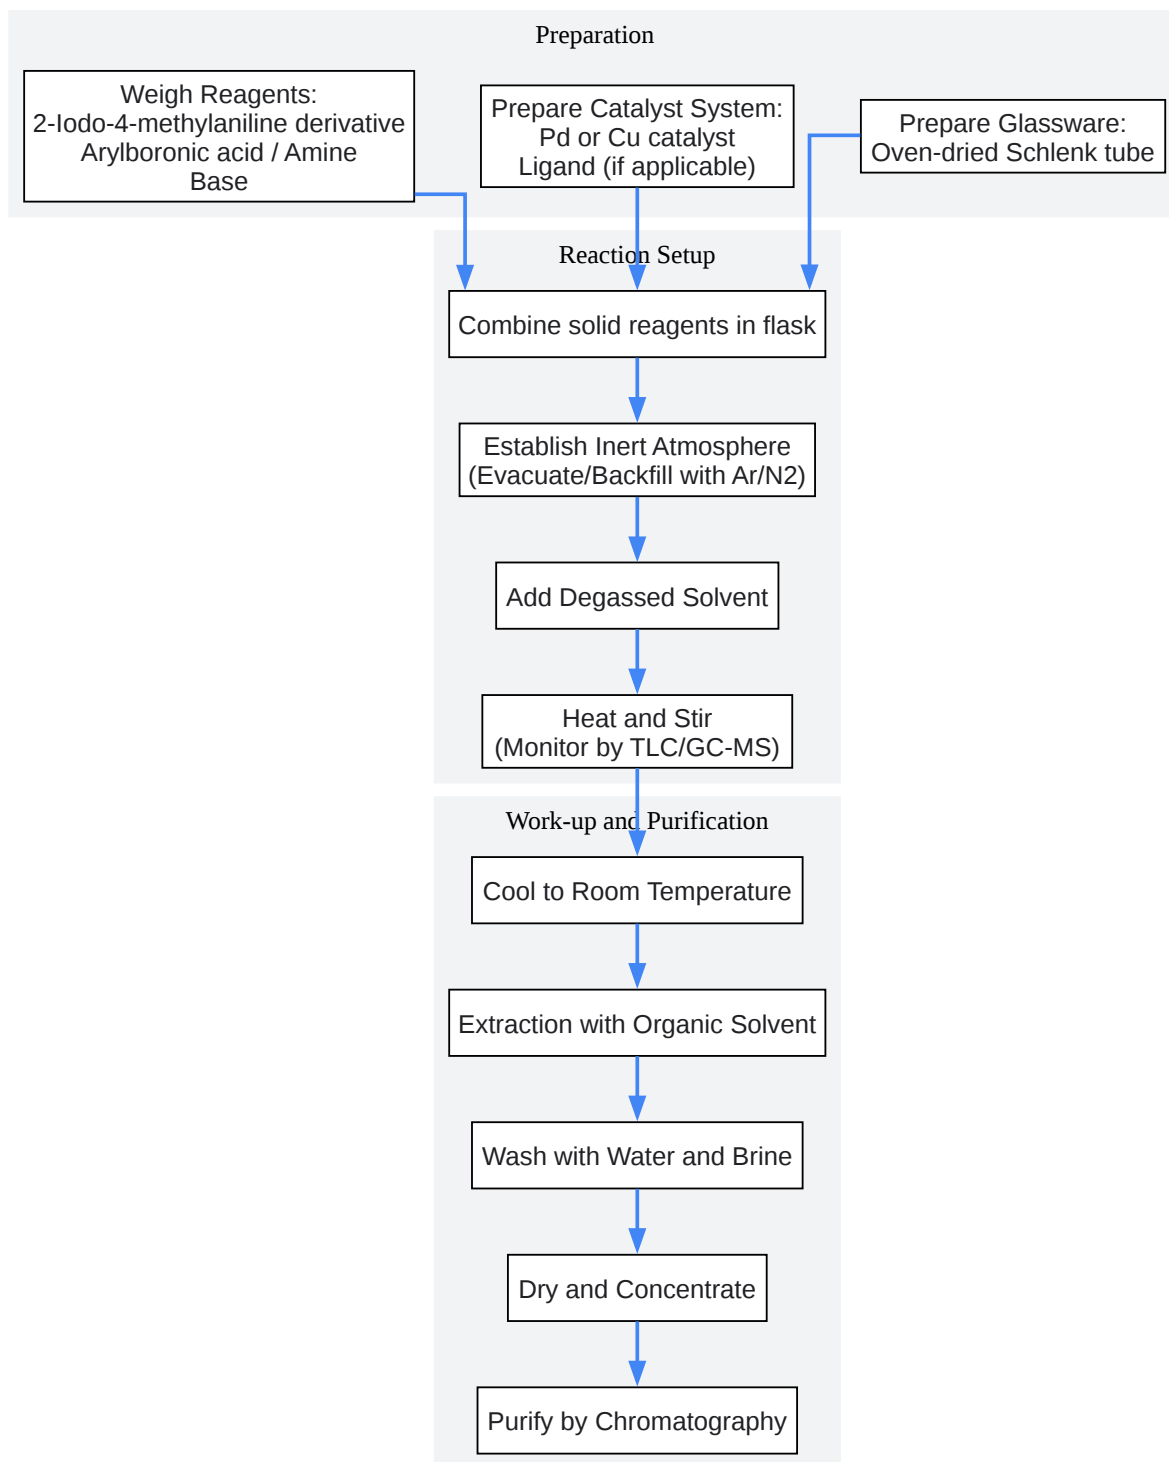 Preparation
Weigh Reagents:
2-Iodo-4-methylaniline derivative
Arylboronic acid / Amine
Base
Prepare Catalyst System:
Pd or Cu catalyst
Ligand (if applicable)
Prepare Glassware:
Oven-dried Schlenk tube
Reaction Setup
Combine solid reagents in flask
Establish Inert Atmosphere
(Evacuate/Backfill with Ar/N2)
Add Degassed Solvent
Heat and Stir
(Monitor by TLC/GC-MS)
Work-up and Purification
Cool to Room Temperature
Extraction with Organic Solvent
Wash with Water and Brine
Dry and Concentrate
Purify by Chromatography